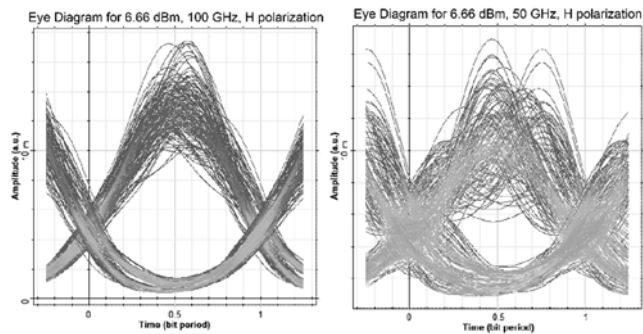 Eye Diagram for 6.66 dBm, 100 GHz, H polarization
Amplitude (a.u.)
0
0 0.5 1
Time (bit period)
Eye Diagram for 6.66 dBm, 50 GHz, H polarization
Amplitude (a.u.)
0 0.5 1
Time (bit period)